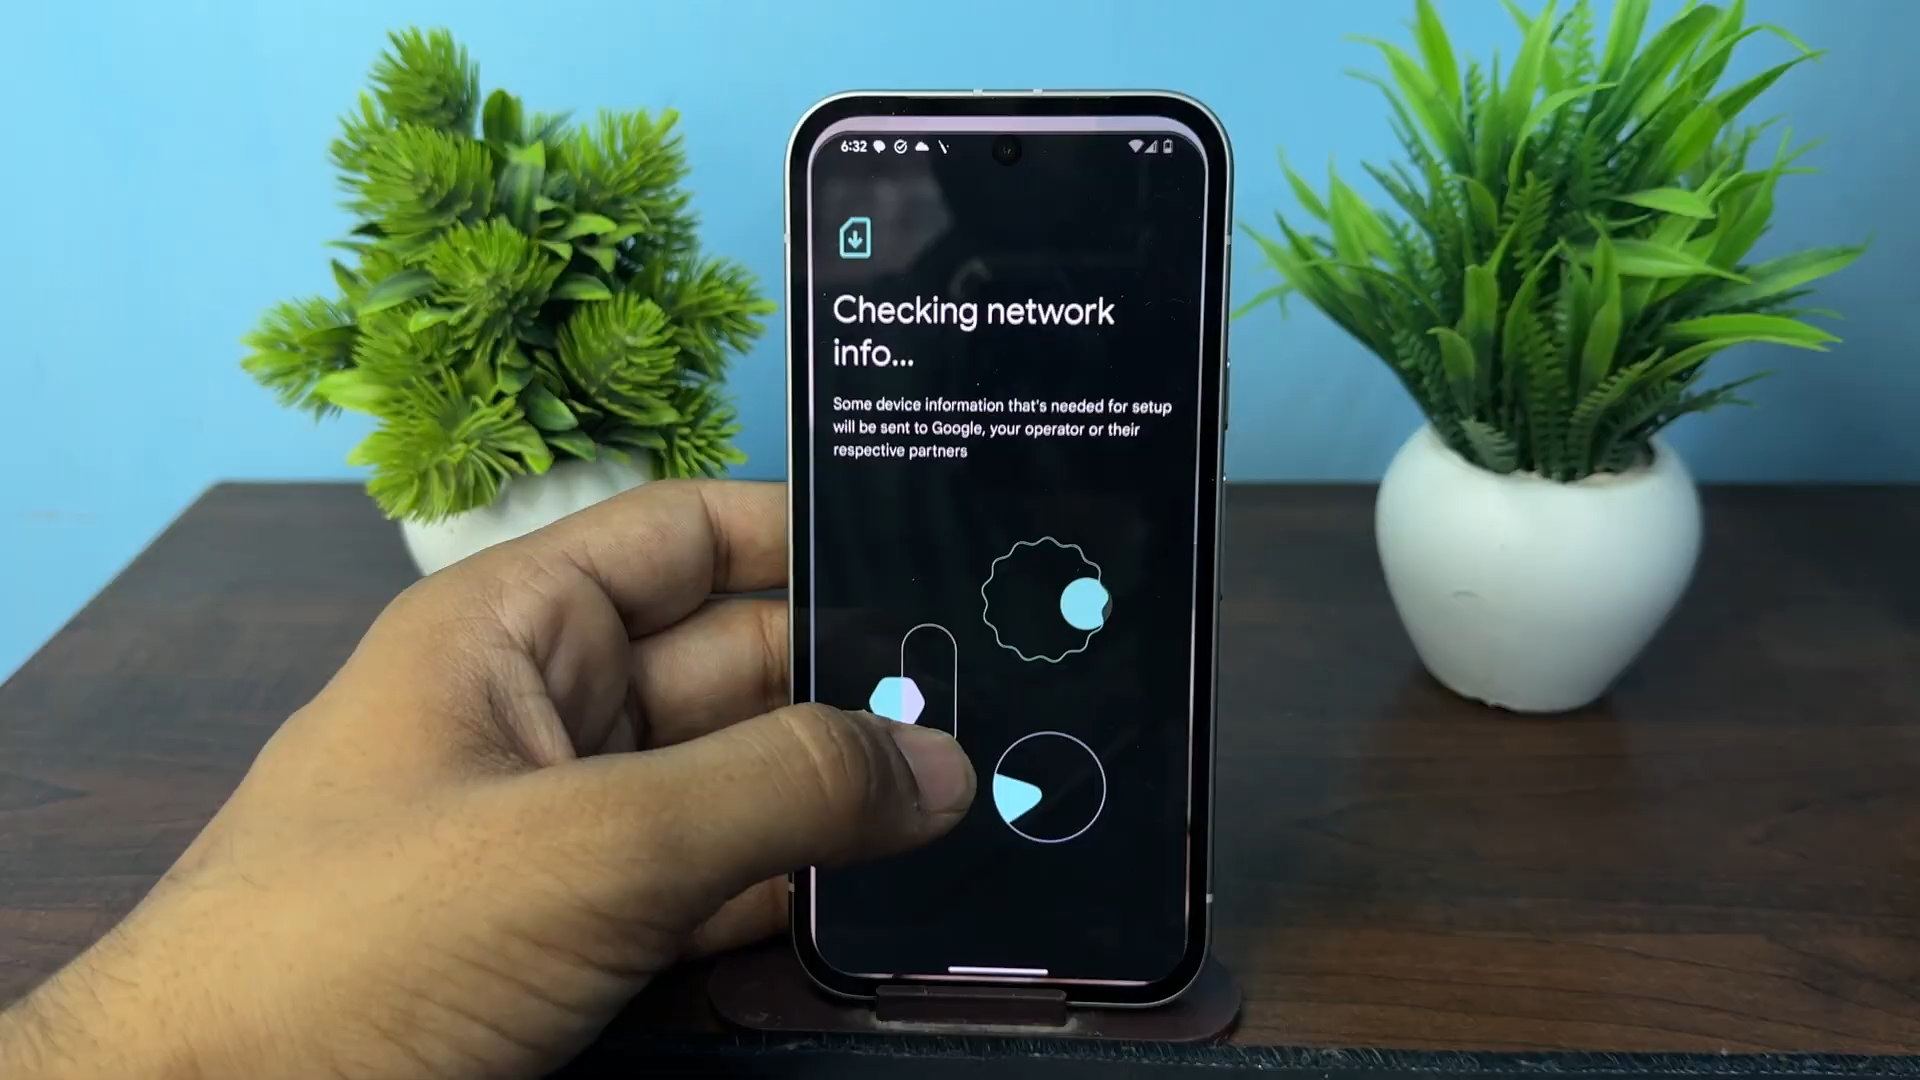 6:32
Checking network
info...
Some device information that's needed for setup
will be sent to Google, your operator or their
respective partners